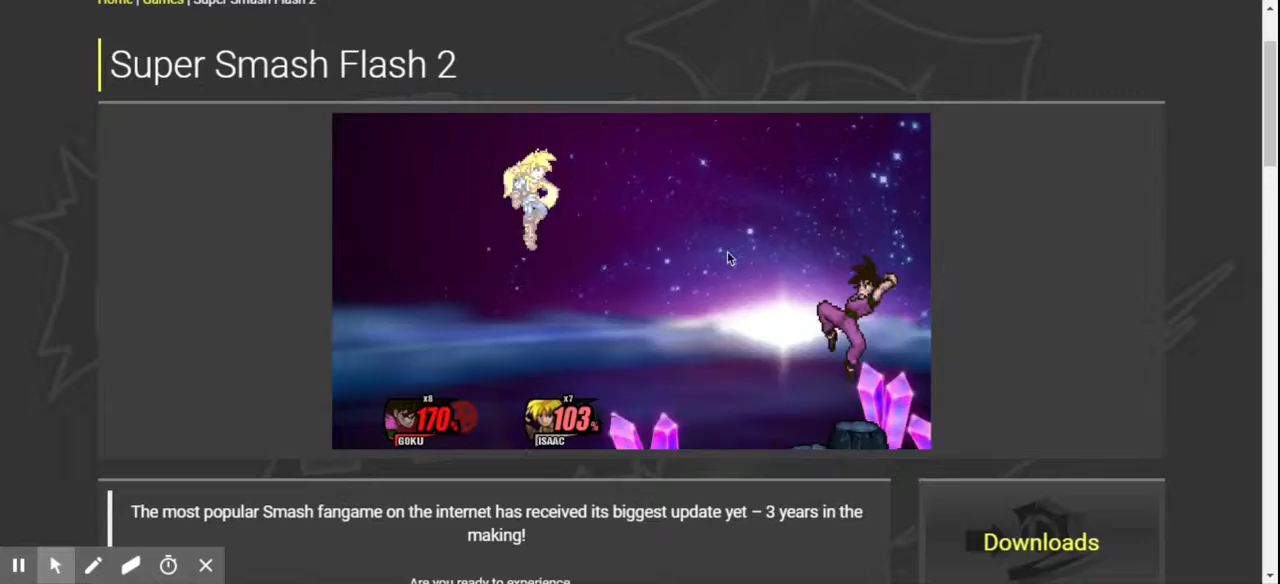 Home | Games | Super Smash Flash 2
Super Smash Flash 2
x8
170%
GOKU
x7
103%
ISAAC
The most popular Smash fangame on the internet has received its biggest update yet – 3 years in the
making!
Downloads
Are you ready to experience